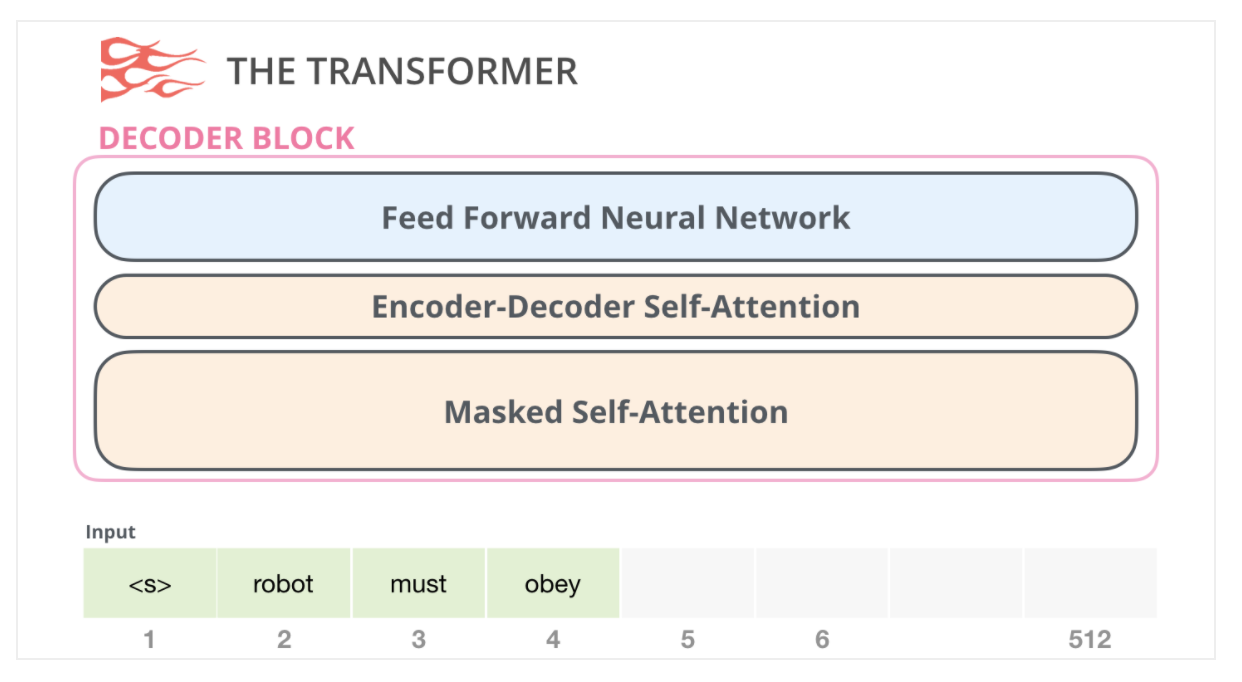 THE TRANSFORMER
DECODER BLOCK
Feed Forward Neural Network
Encoder-Decoder Self-Attention
Masked Self-Attention
Input
<s> robot must obey
1 2 3 4 5 6 512